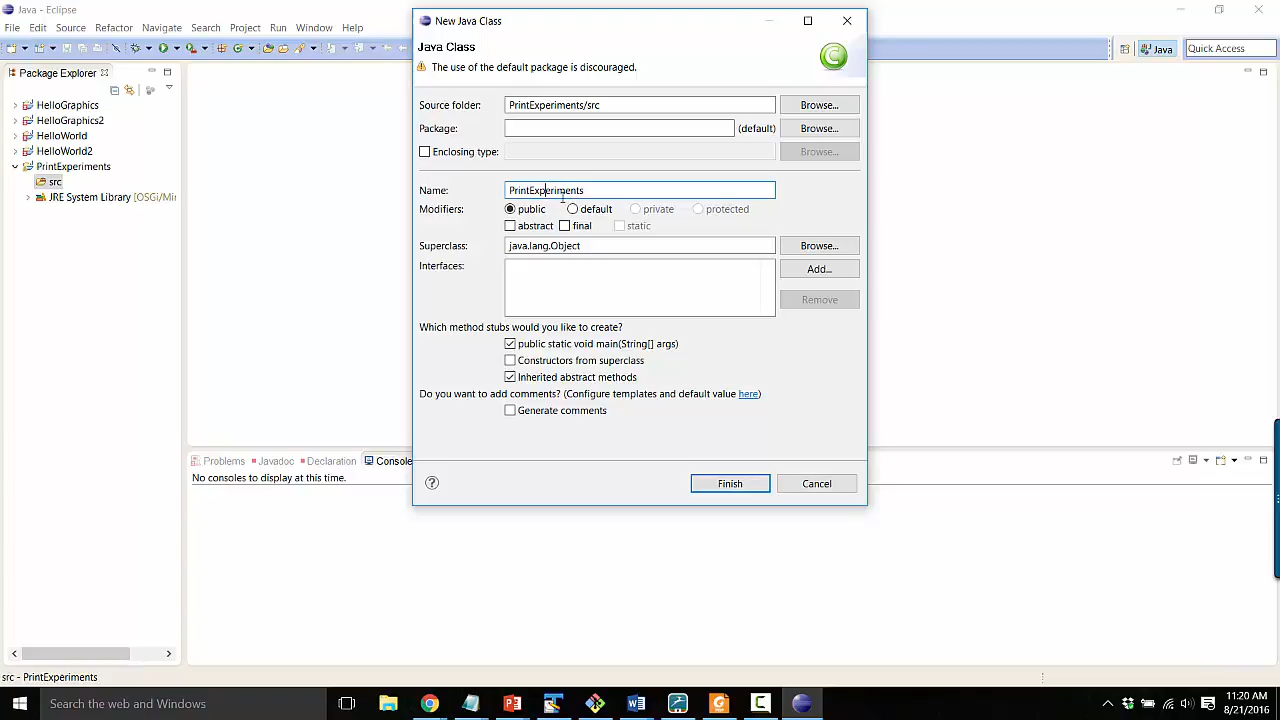 Java - Eclipse
File Edit Source Refactor Navigate Search Project Run Window Help
Java
Quick Access
Package Explorer
HelloGraphics
HelloGraphics2
HelloWorld
HelloWorld2
PrintExperiments
src
JRE System Library [OSGi/Mi
New Java Class
Java Class
The use of the default package is discouraged.
Source folder: PrintExperiments/src Browse...
Package: (default) Browse...
Enclosing type: Browse...
Name: PrintExperiments
Modifiers: public default private protected
abstract final static
Superclass: java.lang.Object Browse...
Interfaces: Add...
Remove
Which method stubs would you like to create?
public static void main(String[] args)
Constructors from superclass
Inherited abstract methods
Do you want to add comments? (Configure templates and default value here)
Generate comments
? Finish Cancel
Problems Javadoc Declaration Console
No consoles to display at this time.
src - PrintExperiments
the web and Windows
11:20 AM
8/21/2016